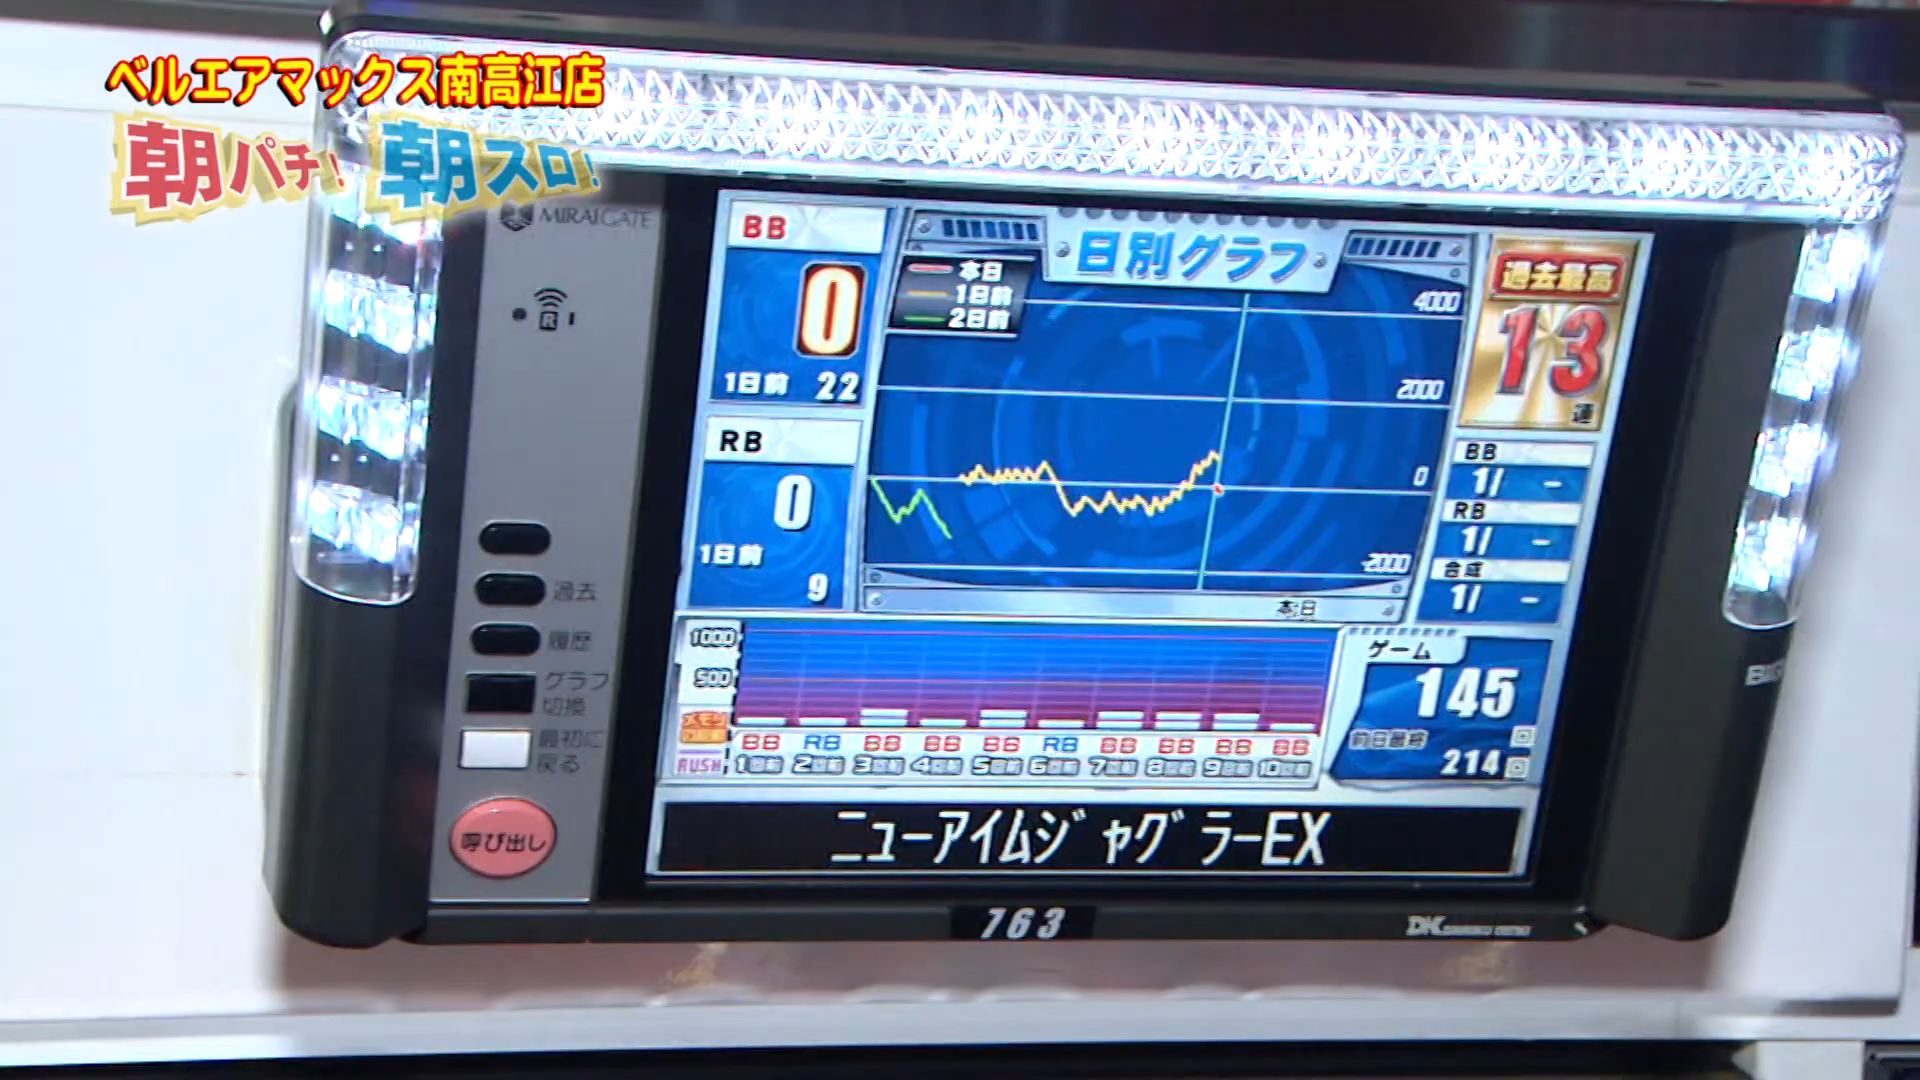 ベルエアマックス南高江店
朝パチ! 朝スロ!
MIRAIGATE
R
過去
履歴
グラフ
切換
最初に
戻る
呼び出し
BB
0
1日前 22
RB
0
1日前
9
日別グラフ
本日
1日前
2日前
4000
2000
0
-2000
本日
過去最高
13
連
BB
1/ -
RB
1/ -
合成
1/ -
1000
500
RUSH
BB RB BB BB BB RB BB BB BB BB
1回前 2回前 3回前 4回前 5回前 6回前 7回前 8回前 9回前 10回前
ゲーム
145
回
前日最終
214回
ニューアイムジャグラーEX
763
DK